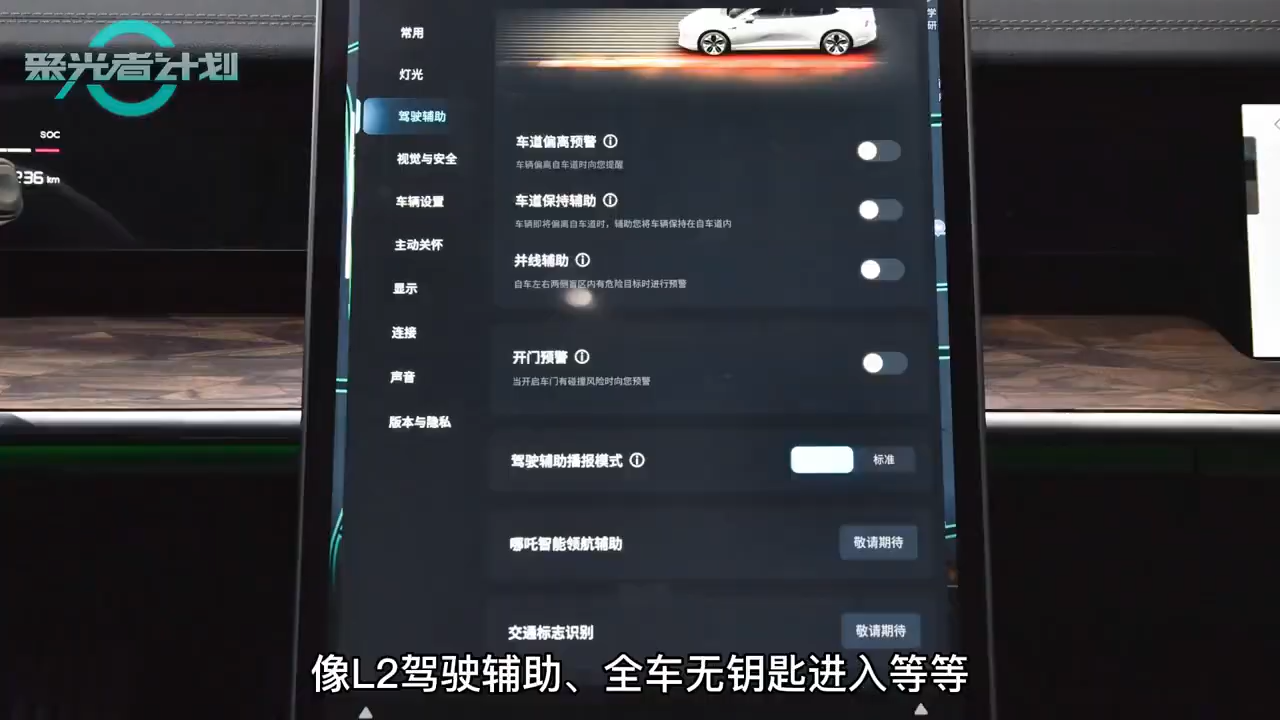 聚光者计划
SOC
236 km
学
研
常用
灯光
驾驶辅助
视觉与安全
车辆设置
主动关怀
显示
连接
声音
版本与隐私
车道偏离预警
车辆偏离自车道时向您提醒
车道保持辅助
车辆即将偏离自车道时，辅助您将车辆保持在自车道内
并线辅助
自车左右两侧盲区内有危险目标时进行预警
开门预警
当开启车门有碰撞风险时向您预警
驾驶辅助播报模式
标准
哪吒智能领航辅助
敬请期待
交通标志识别
敬请期待
像L2驾驶辅助、全车无钥匙进入等等